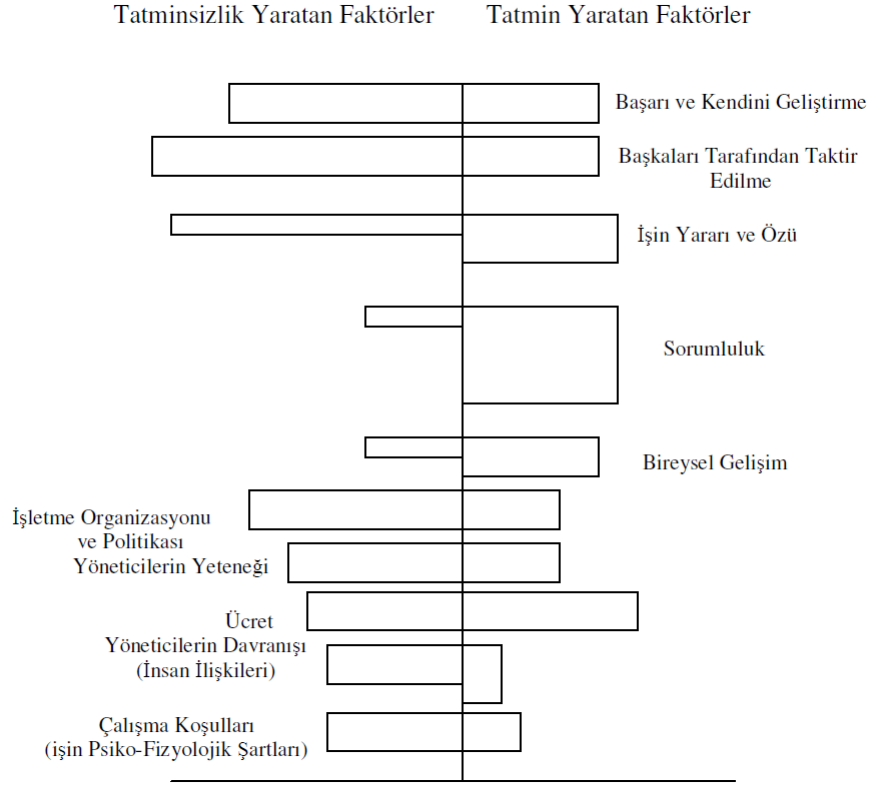 Tatminsizlik Yaratan Faktörler
Tatmin Yaratan Faktörler
Başarı ve Kendini Geliştirme
Başkaları Tarafından Taktir
Edilme
İşin Yararı ve Özü
Sorumluluk
Bireysel Gelişim
İşletme Organizasyonu
ve Politikası
Yöneticilerin Yeteneği
Ücret
Yöneticilerin Davranışı
(İnsan İlişkileri)
Çalışma Koşulları
(işin Psiko-Fizyolojik Şartları)